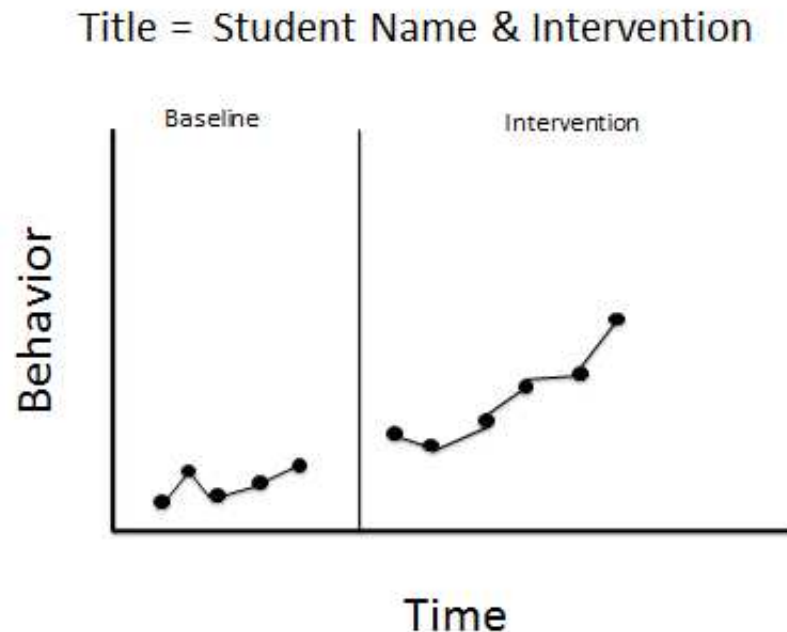 Title = Student Name & Intervention
Baseline
Intervention
Behavior
Time